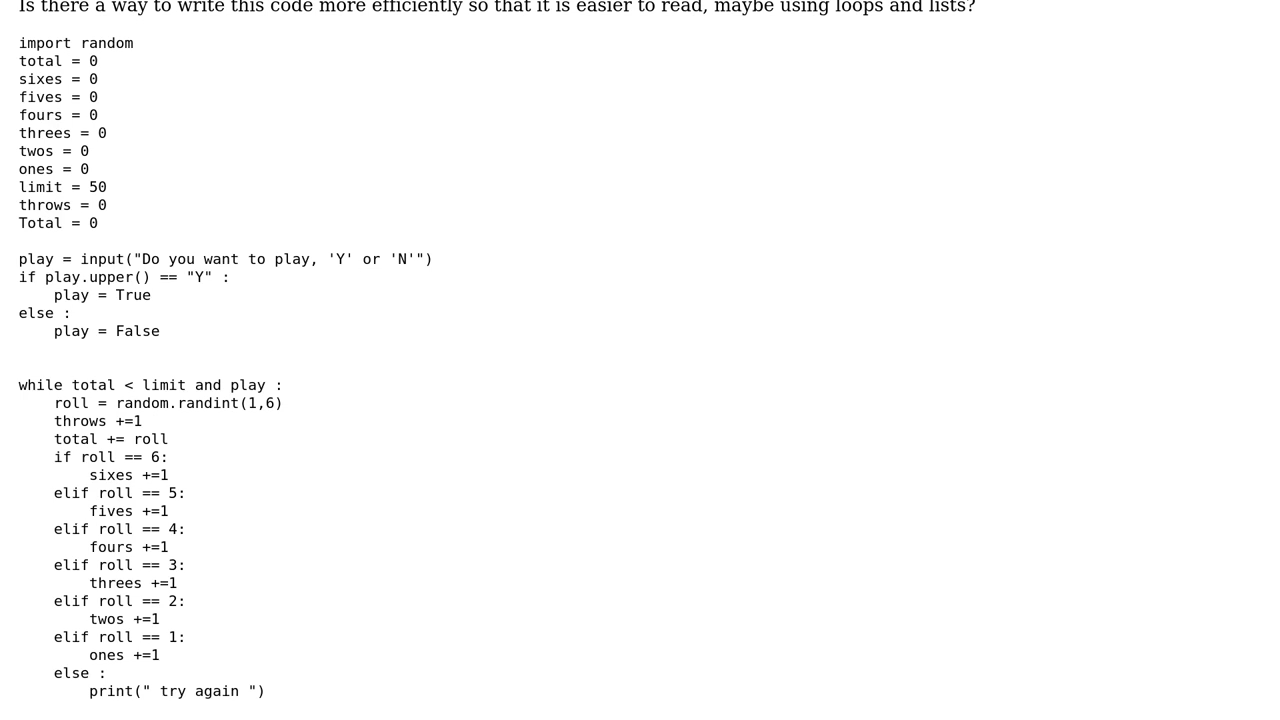 Is there a way to write this code more efficiently so that it is easier to read, maybe using loops and lists?
import random
total = 0
sixes = 0
fives = 0
fours = 0
threes = 0
twos = 0
ones = 0
limit = 50
throws = 0
Total = 0

play = input("Do you want to play, 'Y' or 'N'")
if play.upper() == "Y" :
    play = True
else :
    play = False


while total < limit and play :
    roll = random.randint(1,6)
    throws +=1
    total += roll
    if roll == 6:
        sixes +=1
    elif roll == 5:
        fives +=1
    elif roll == 4:
        fours +=1
    elif roll == 3:
        threes +=1
    elif roll == 2:
        twos +=1
    elif roll == 1:
        ones +=1
    else :
        print(" try again ")